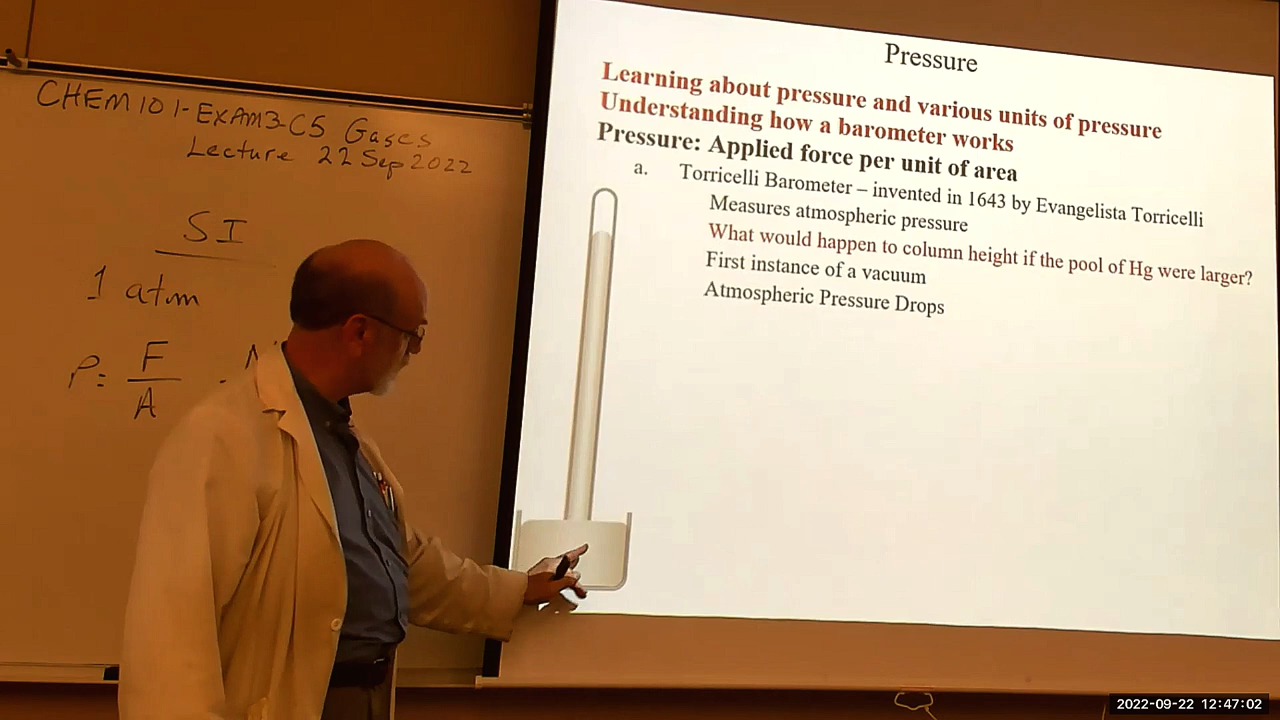 CHEM 101-EXAM3-C5 Gases
Lecture 22 Sep 2022
SI
1 atm
P = F
A
Pressure
Learning about pressure and various units of pressure
Understanding how a barometer works
Pressure: Applied force per unit of area
a. Torricelli Barometer – invented in 1643 by Evangelista Torricelli
Measures atmospheric pressure
What would happen to column height if the pool of Hg were larger?
First instance of a vacuum
Atmospheric Pressure Drops
2022-09-22 12:47:02